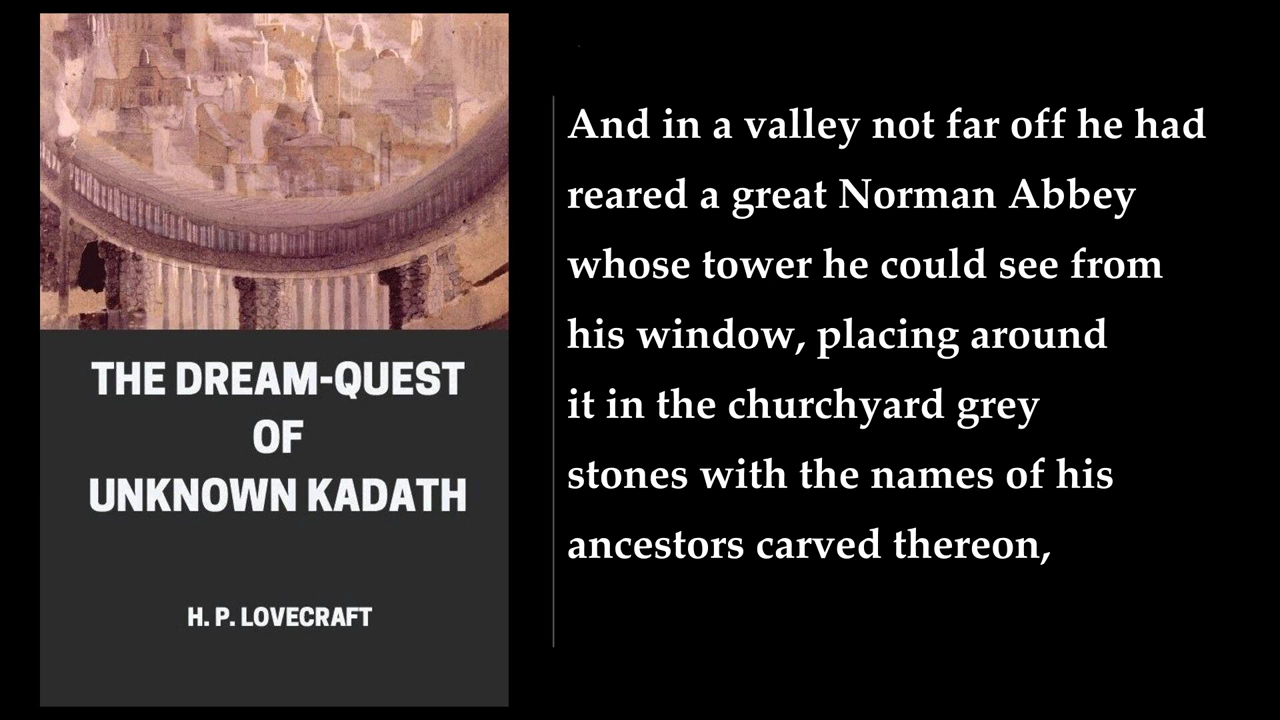 THE DREAM-QUEST
OF
UNKNOWN KADATH
H. P. LOVECRAFT
And in a valley not far off he had
reared a great Norman Abbey
whose tower he could see from
his window, placing around
it in the churchyard grey
stones with the names of his
ancestors carved thereon,